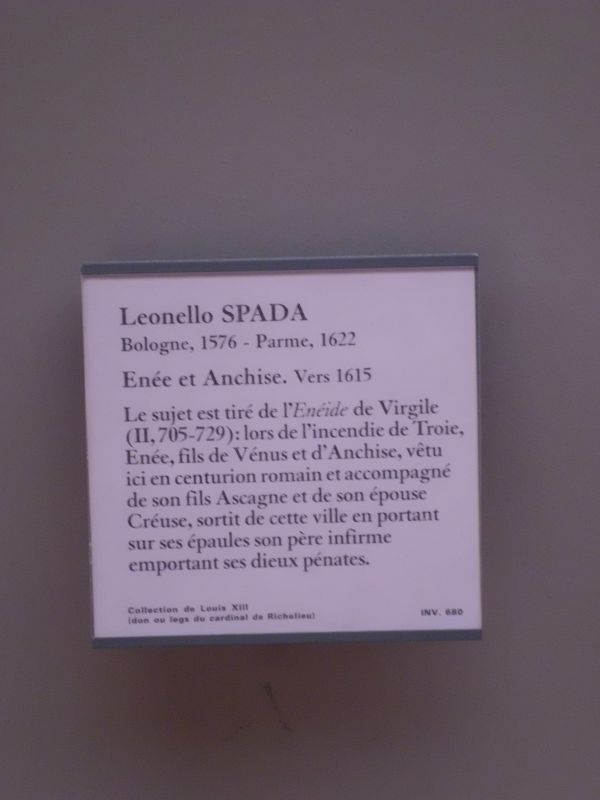 Leonello SPADA
Bologne, 1576 - Parme, 1622
Enée et Anchise. Vers 1615
Le sujet est tiré de l'Enéide de Virgile
(II, 705-729): lors de l'incendie de Troie,
Enée, fils de Vénus et d'Anchise, vêtu
ici en centurion romain et accompagné
de son fils Ascagne et de son épouse
Créuse, sortit de cette ville en portant
sur ses épaules son père infirme
emportant ses dieux pénates.
Collection de Louis XIII
(don ou legs du cardinal de Richelieu)
INV. 680